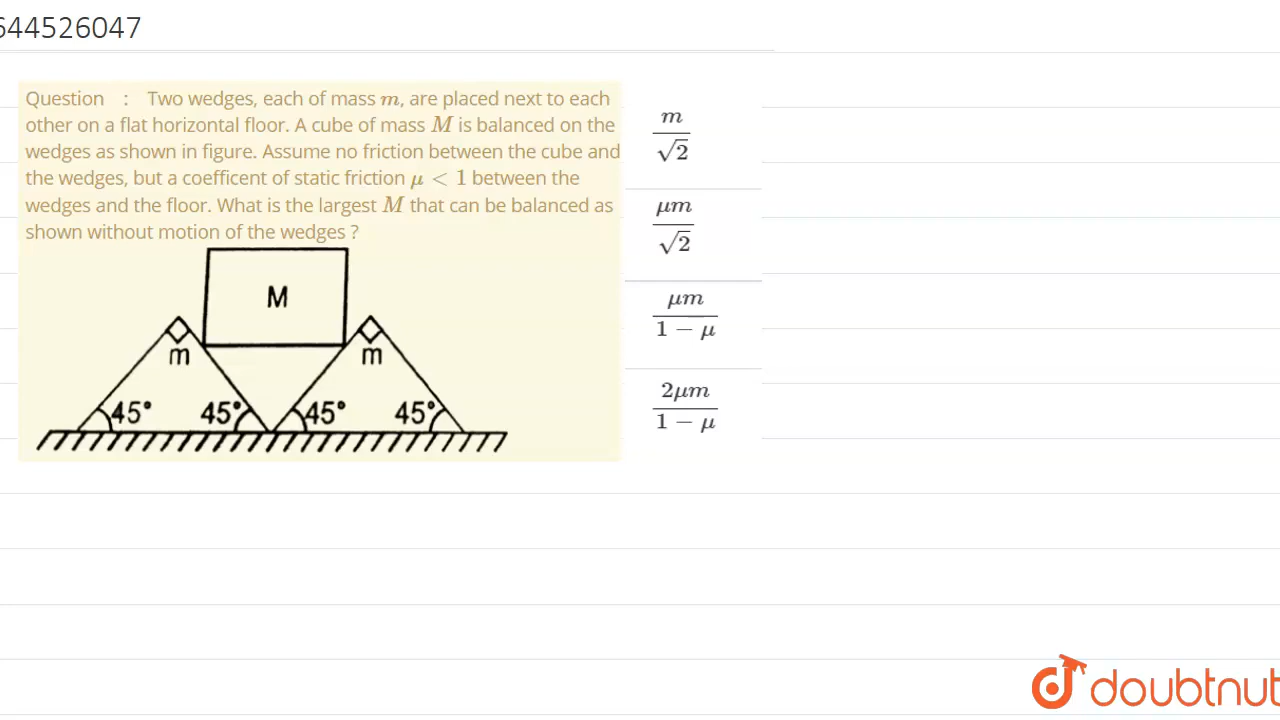 644526047
Question : Two wedges, each of mass m, are placed next to each
other on a flat horizontal floor. A cube of mass M is balanced on the
wedges as shown in figure. Assume no friction between the cube and
the wedges, but a coefficent of static friction μ < 1 between the
wedges and the floor. What is the largest M that can be balanced as
shown without motion of the wedges ?
M
m m
45° 45° 45° 45°
m
√2
μm
√2
μm
1 − μ
2μm
1 − μ
doubtnut